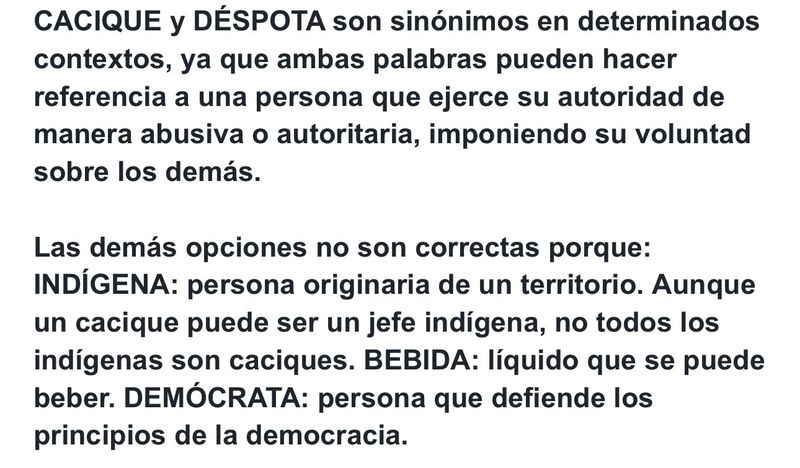 CACIQUE y DÉSPOTA son sinónimos en determinados
contextos, ya que ambas palabras pueden hacer
referencia a una persona que ejerce su autoridad de
manera abusiva o autoritaria, imponiendo su voluntad
sobre los demás.
Las demás opciones no son correctas porque:
INDÍGENA: persona originaria de un territorio. Aunque
un cacique puede ser un jefe indígena, no todos los
indígenas son caciques. BEBIDA: líquido que se puede
beber. DEMÓCRATA: persona que defiende los
principios de la democracia.